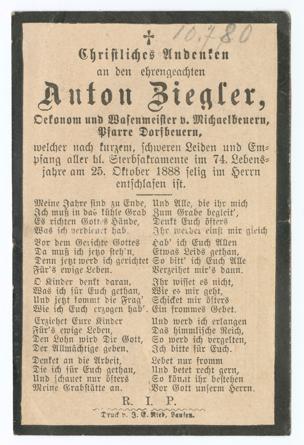 10.780
Christliches Andenken
an den ehrengeachten
Anton Ziegler,
Oekonom und Wasenmeister v. Michaelbeuern,
Pfarre Dorfbeuern,
welcher nach kurzem, schweren Leiden und Em-
pfang aller hl. Sterbsakramente im 74. Lebens-
jahre am 25. Oktober 1888 selig im Herrn
entschlafen ist.
Meine Jahre sind zu Ende,
Ich muß in das kühle Grab
Es richten Gottes Hände,
Was ich verdienet hab.
Vor dem Gerichte Gottes
Da muß ich jetzo steh'n,
Denn jetzt werd ich gerichtet
Für's ewige Leben.
O Kinder denkt daran,
Was ich für Euch gethan,
Und jetzt kommt die Frag'
Wie ich Euch erzogen hab'.
Erziehet Eure Kinder
Für's ewige Leben,
Den Lohn wird Die Gott,
Der Allmächtige geben.
Denket an die Arbeit,
Die ich für Euch gethan,
Und schauet nur öfters
Meine Grabstätte an.
Und Alle, die ihr mich
Zum Grabe begleit',
Denkt Euch öfters
Ihr werdet einst mir gleich
Hab' ich Euch Allen
Etwas Leids gethan,
So bitt' ich Euch Alle
Verzeihet mir's dann.
Ihr wisset es nicht,
Wie es mir geht,
Schicket mir öfters
Ein frommes Gebet.
Und werd ich erlangen
Das himmlische Reich,
So werd ich vergelten,
Ich bitte für Euch.
Lebet nur fromm
Und betet recht gern,
So könnt ihr bestehen
Vor Gott unserm Herrn.
R. I. P.
Druck v. J. E. Ried, Laufen.